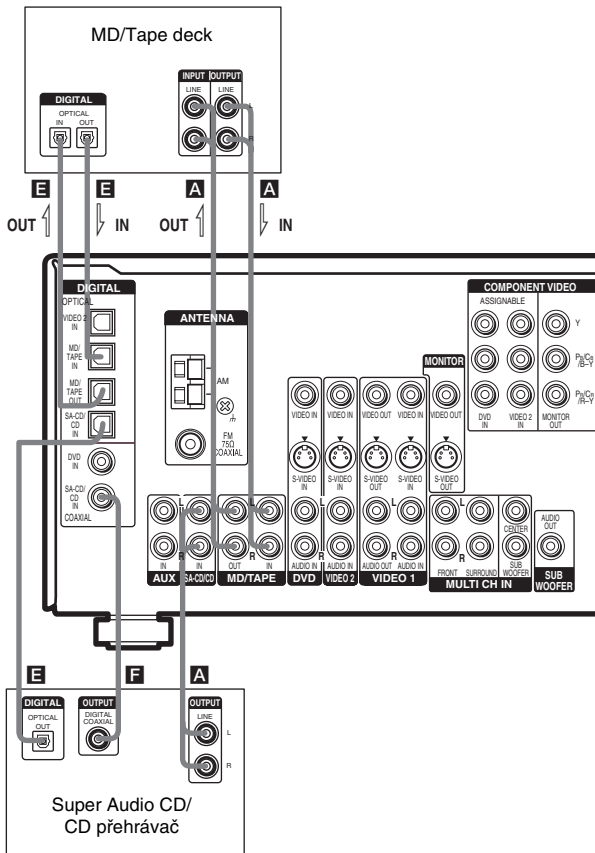 MD/Tape deck
INPUT OUTPUT
LINE LINE
L
R
DIGITAL
OPTICAL
IN OUT
E E A A
OUT IN OUT IN
DIGITAL
OPTICAL
VIDEO 2
IN
MD/
TAPE
IN
MD/
TAPE
OUT
SA-CD/
CD
IN
DVD
IN
SA-CD/
CD
IN
COAXIAL
ANTENNA
AM
FM
75Ω
COAXIAL
COMPONENT VIDEO
ASSIGNABLE
Y
PB/CB
/B–Y
PR/CR
/R–Y
DVD
IN
VIDEO 2
IN
MONITOR
OUT
MONITOR
VIDEO IN VIDEO IN VIDEO OUT VIDEO IN VIDEO OUT
S-VIDEO
IN
S-VIDEO
IN
S-VIDEO
OUT
S-VIDEO
IN
S-VIDEO
OUT
L L L L L
R R R R R
IN IN OUT IN
AUDIO IN AUDIO IN AUDIO OUT AUDIO IN
FRONT SURROUND
CENTER
SUB
WOOFER
AUDIO
OUT
AUX SA-CD/CD MD/TAPE DVD VIDEO 2 VIDEO 1 MULTI CH IN
SUB
WOOFER
E F A
DIGITAL
OPTICAL
OUT
OUTPUT
DIGITAL
COAXIAL
OUTPUT
LINE
L
R
Super Audio CD/
CD přehrávač